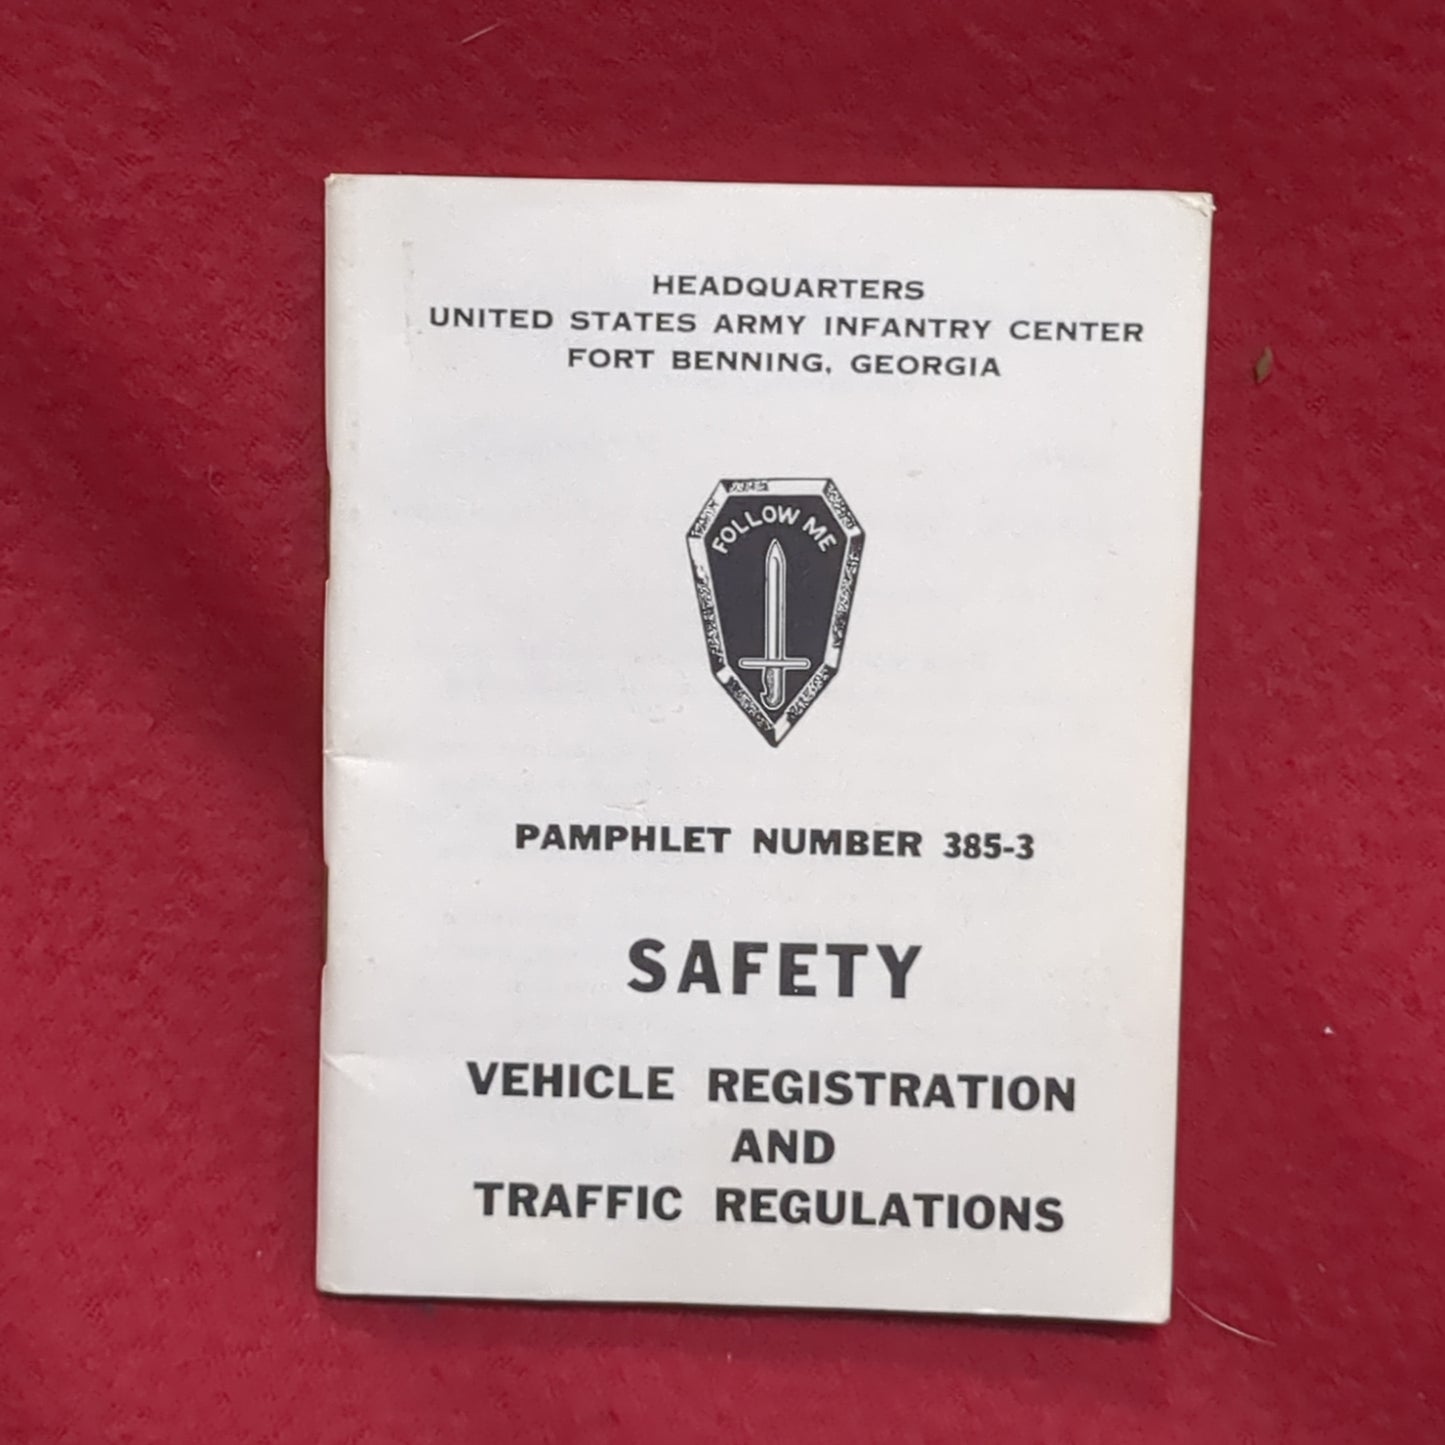 HEADQUARTERS
UNITED STATES ARMY INFANTRY CENTER
FORT BENNING, GEORGIA
FOLLOW ME
PAMPHLET NUMBER 385-3
SAFETY
VEHICLE REGISTRATION
AND
TRAFFIC REGULATIONS